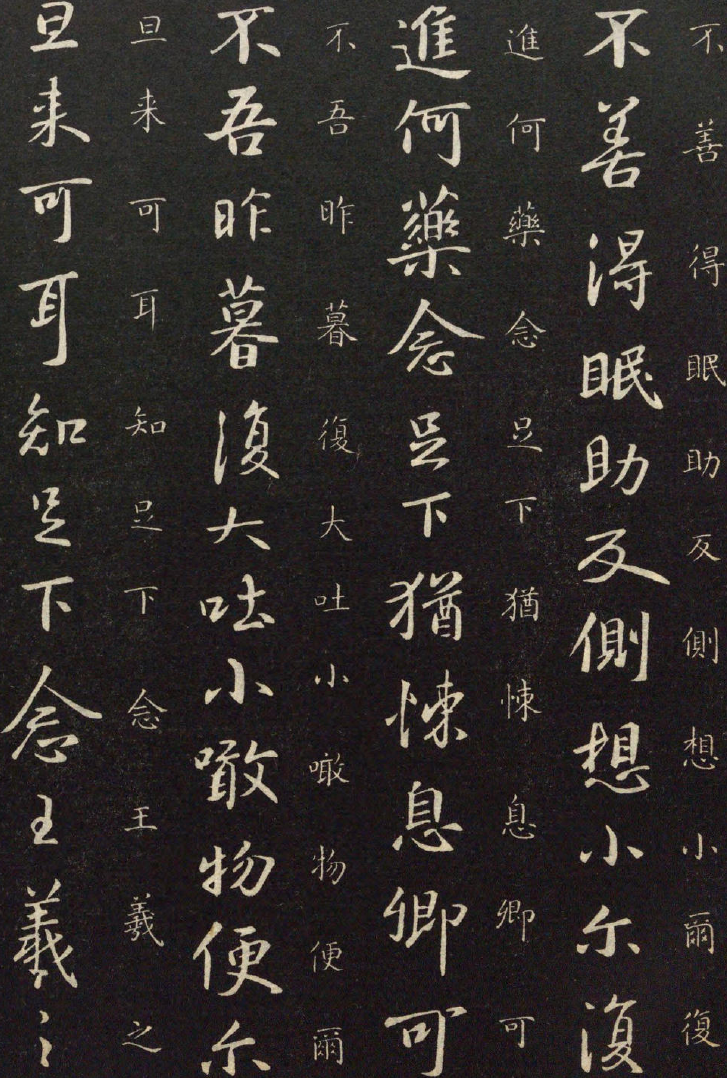 不善得眠助反側想小爾復
不善得眠助反側想小尔復
進何藥念足下猶悚息卿可
進何藥念足下猶悚息卿可
不吾昨暮復大吐小噉物便爾
不吾昨暮復大吐小噉物便尔
旦来可耳知足下念王羲之
旦来可耳知足下念王羲之